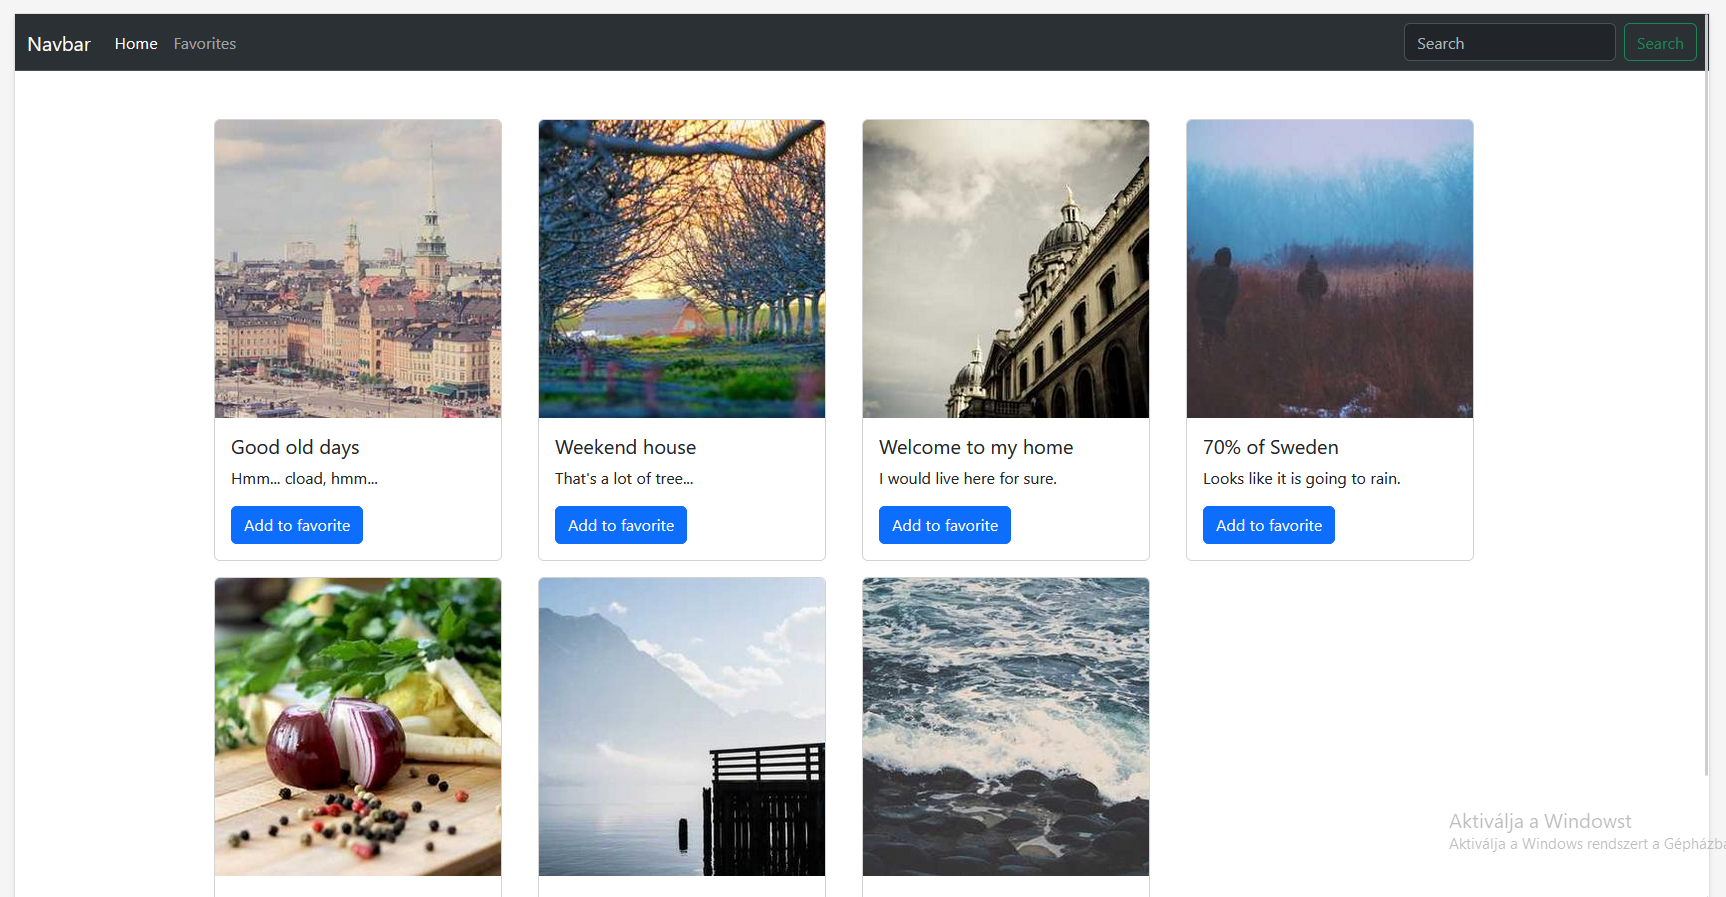 Navbar Home Favorites Search Search
Good old days
Hmm... cload, hmm...
Add to favorite
Weekend house
That's a lot of tree...
Add to favorite
Welcome to my home
I would live here for sure.
Add to favorite
70% of Sweden
Looks like it is going to rain.
Add to favorite
Aktiválja a Windowst
Aktiválja a Windows rendszert a Gépházba